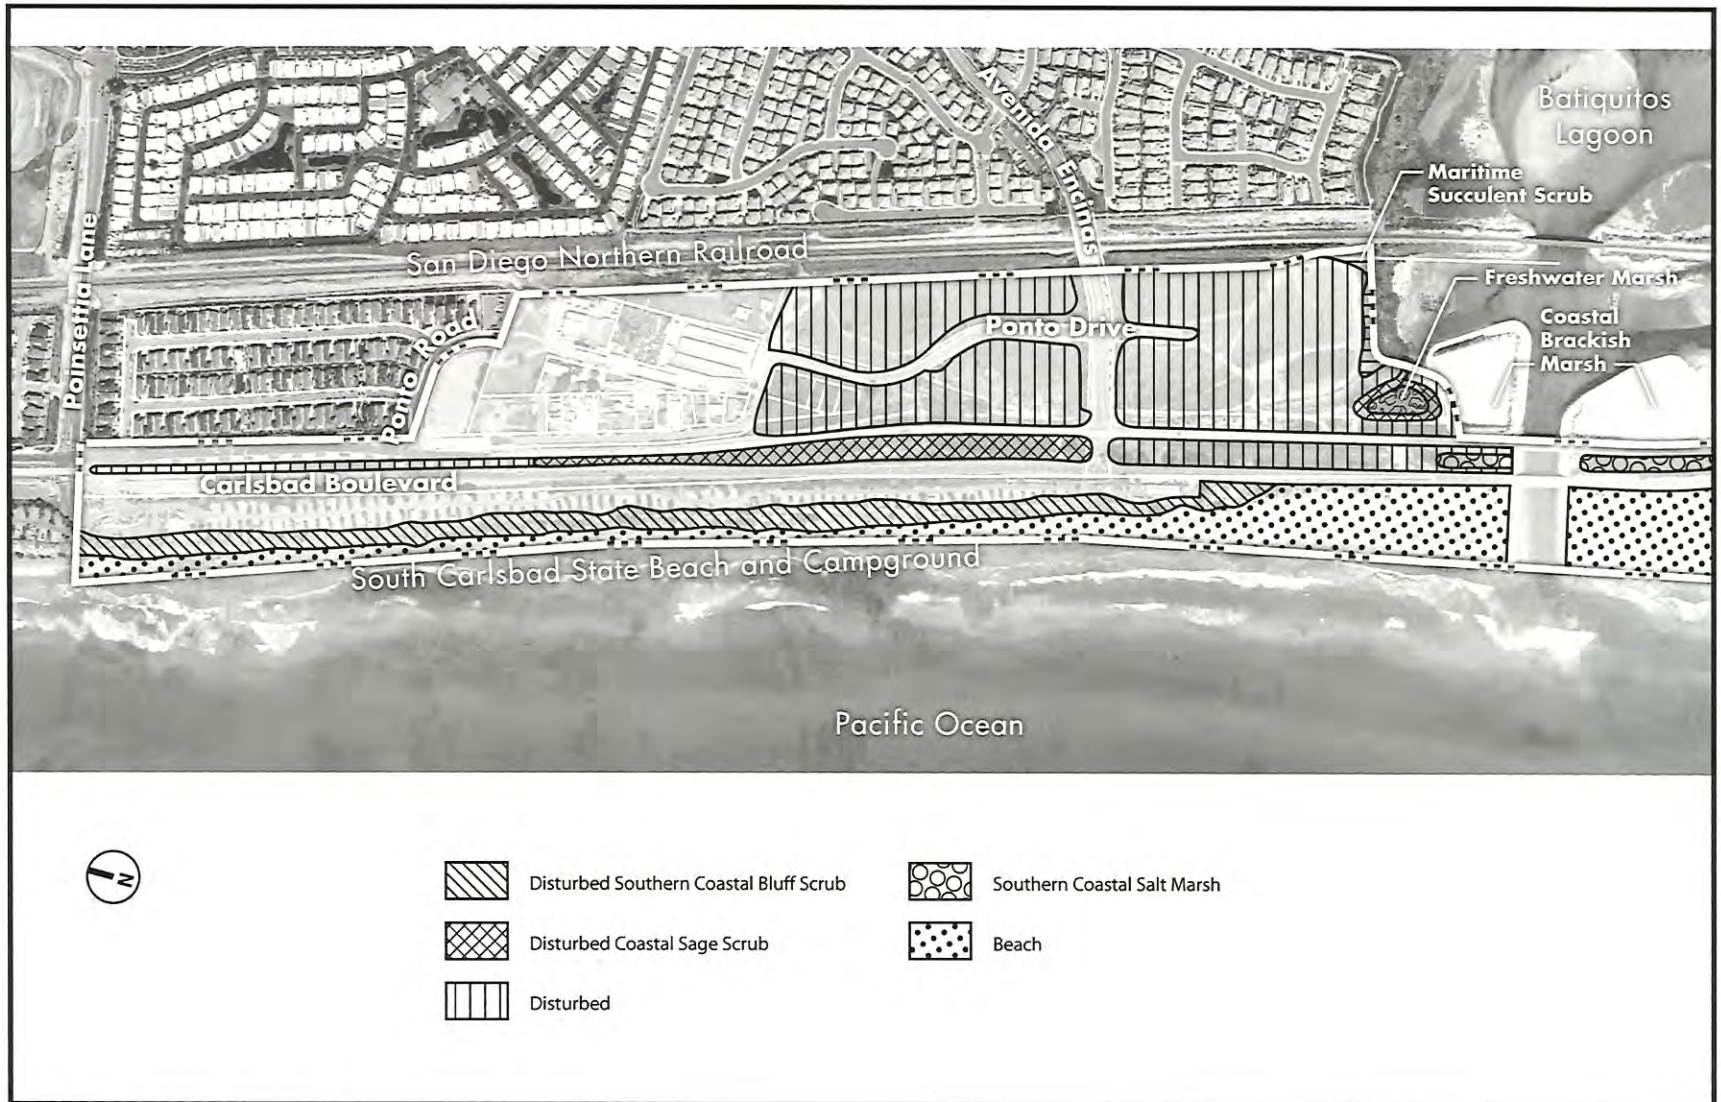 Batiquitos
Lagoon
Avenida Encinas
Maritime
Succulent Scrub
Poinsettia Lane
San Diego Northern Railroad
Freshwater Marsh
Ponto Drive
Coastal
Brackish
Marsh
Ponto Road
Carlsbad Boulevard
South Carlsbad State Beach and Campground
Pacific Ocean
N
Disturbed Southern Coastal Bluff Scrub
Southern Coastal Salt Marsh
Disturbed Coastal Sage Scrub
Beach
Disturbed